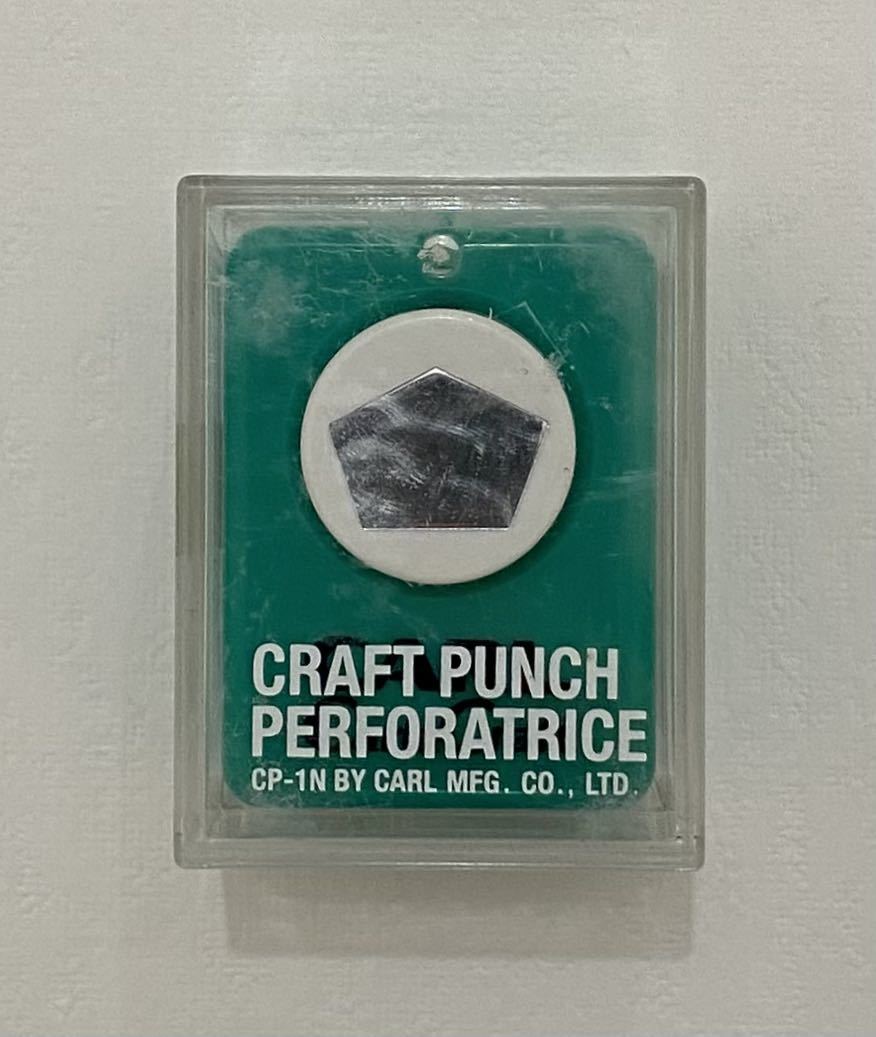 CRAFT PUNCH
PERFORATRICE
CP-1N BY CARL MFG. CO., LTD.